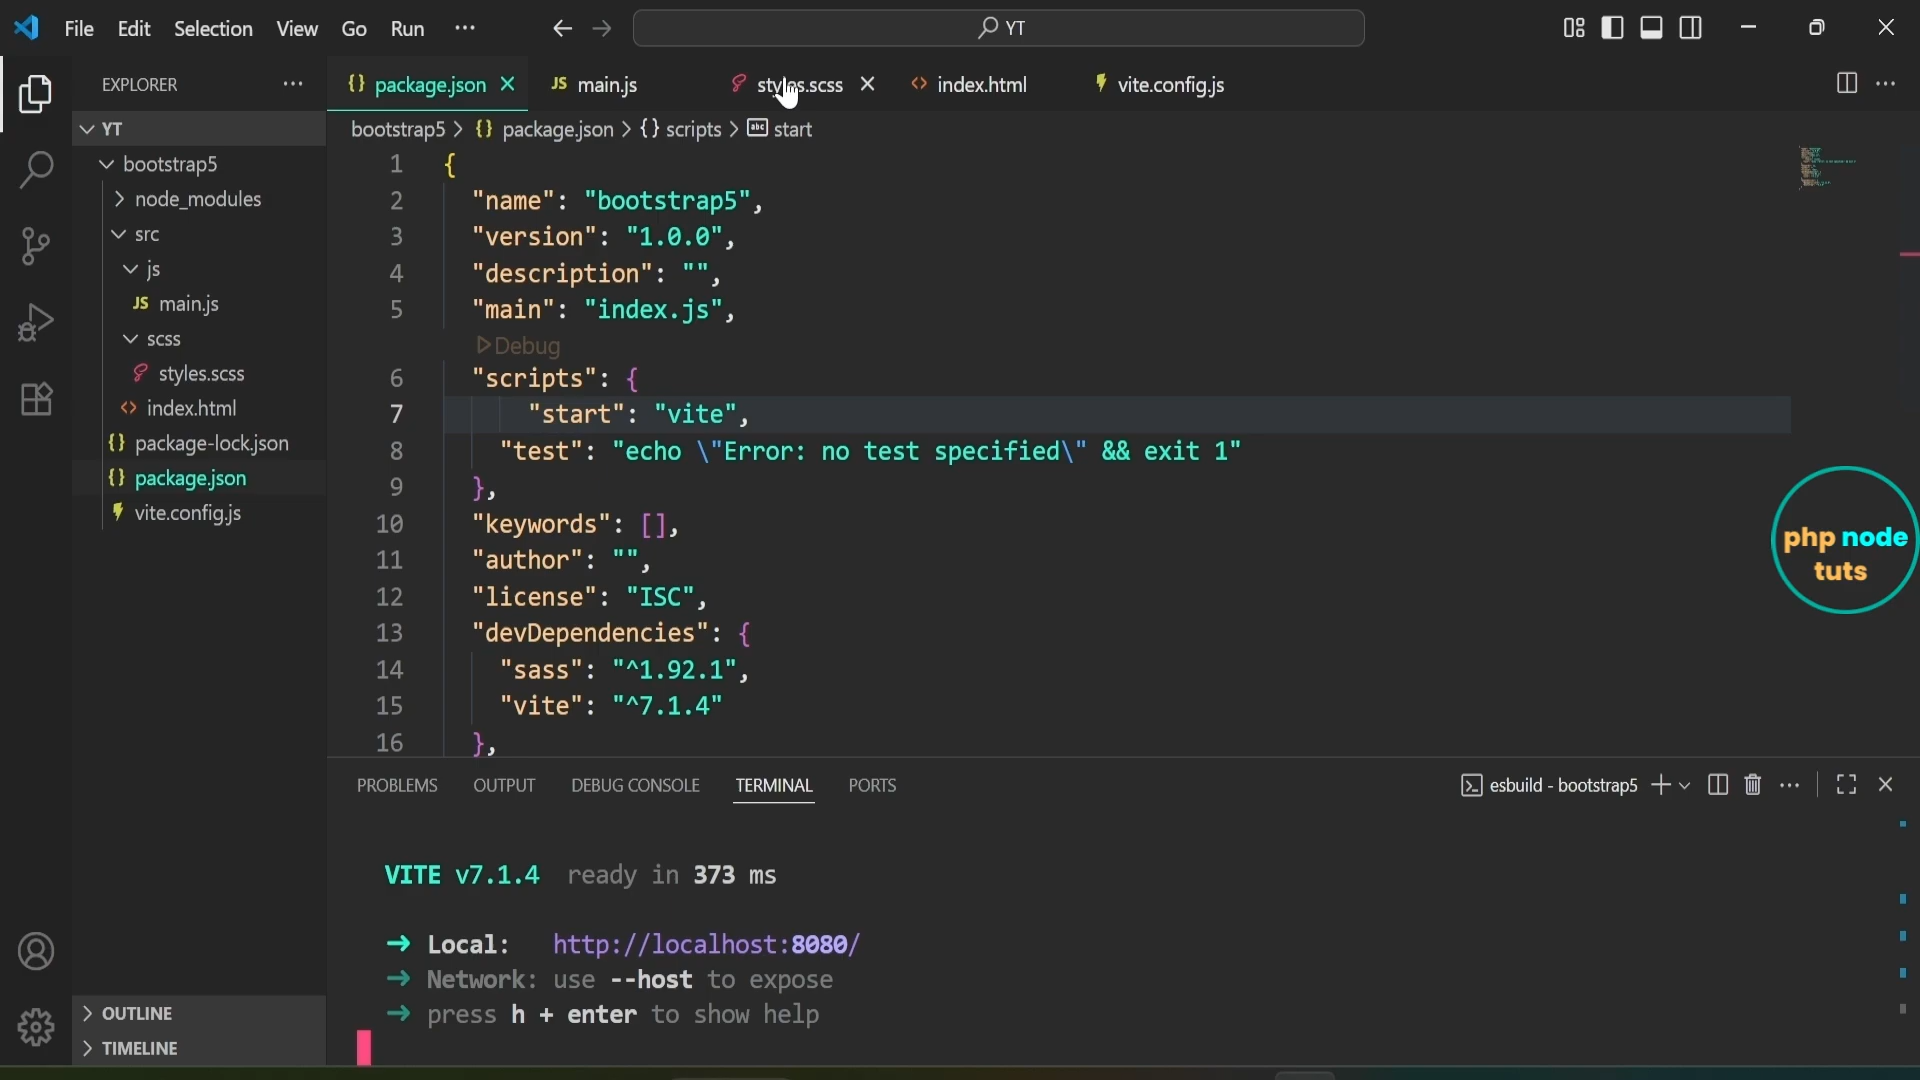 File Edit Selection View Go Run ··· YT
EXPLORER ···
{} package.json JS main.js styles.scss index.html vite.config.js ···
YT
bootstrap5
node_modules
src
js
JS main.js
scss
styles.scss
index.html
{} package-lock.json
{} package.json
vite.config.js
OUTLINE
TIMELINE
bootstrap5 > {} package.json > {} scripts > abc start
1 {
2 "name": "bootstrap5",
3 "version": "1.0.0",
4 "description": "",
5 "main": "index.js",
Debug
6 "scripts": {
7 "start": "vite",
8 "test": "echo \"Error: no test specified\" && exit 1"
9 },
10 "keywords": [],
11 "author": "",
12 "license": "ISC",
13 "devDependencies": {
14 "sass": "^1.92.1",
15 "vite": "^7.1.4"
16 },
php node
tuts
PROBLEMS OUTPUT DEBUG CONSOLE TERMINAL PORTS esbuild - bootstrap5 ···
VITE v7.1.4 ready in 373 ms
➜ Local: http://localhost:8080/
➜ Network: use --host to expose
➜ press h + enter to show help